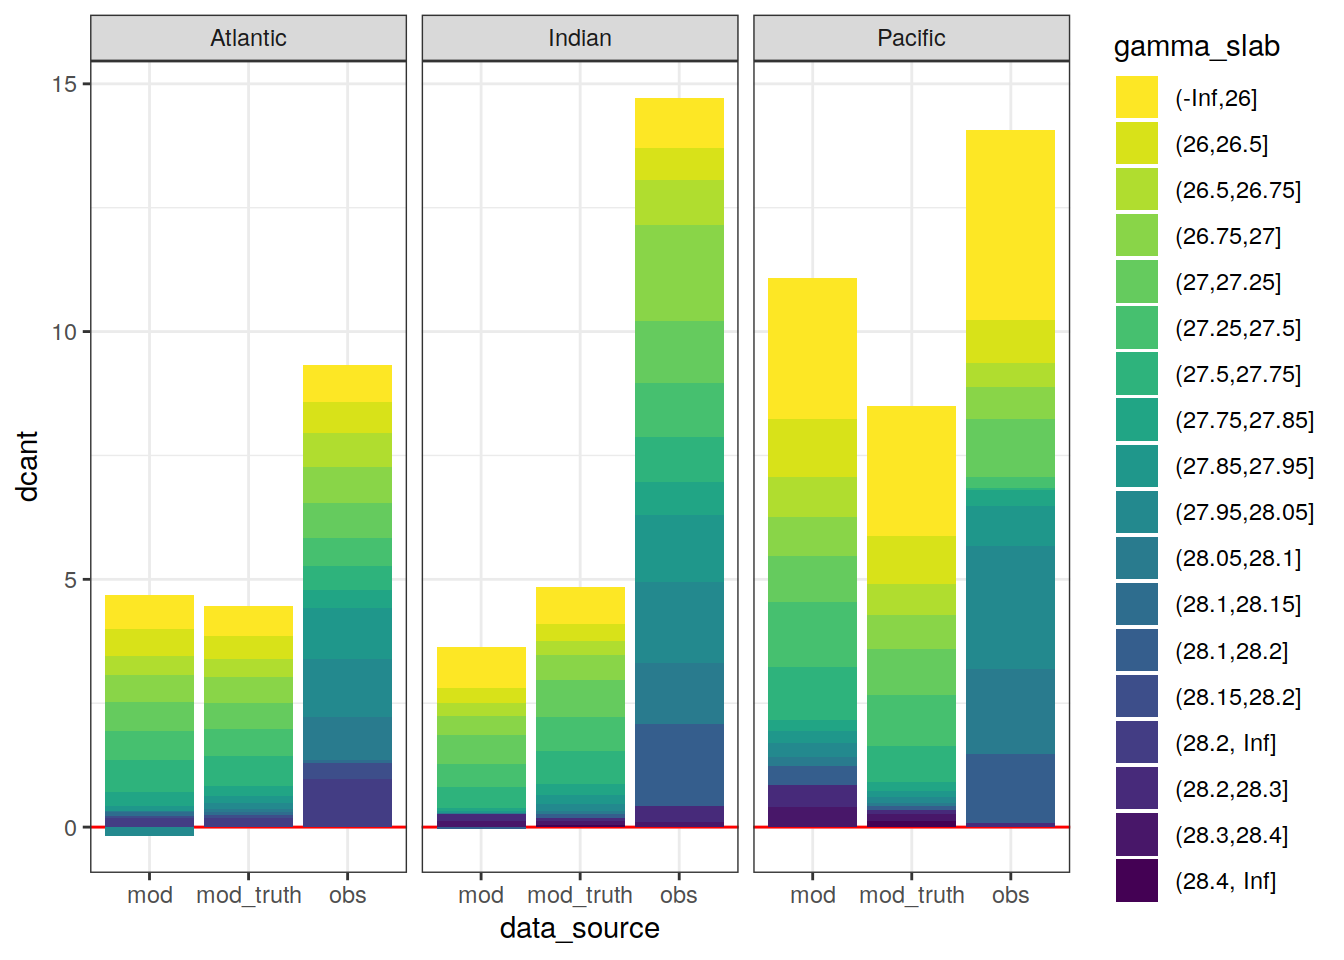 Atlantic
Indian
Pacific
15
10
5
0
dcant
mod
mod_truth
obs
mod
mod_truth
obs
mod
mod_truth
obs
data_source
gamma_slab
(-Inf,26]
(26,26.5]
(26.5,26.75]
(26.75,27]
(27,27.25]
(27.25,27.5]
(27.5,27.75]
(27.75,27.85]
(27.85,27.95]
(27.95,28.05]
(28.05,28.1]
(28.1,28.15]
(28.1,28.2]
(28.15,28.2]
(28.2, Inf]
(28.2,28.3]
(28.3,28.4]
(28.4, Inf]